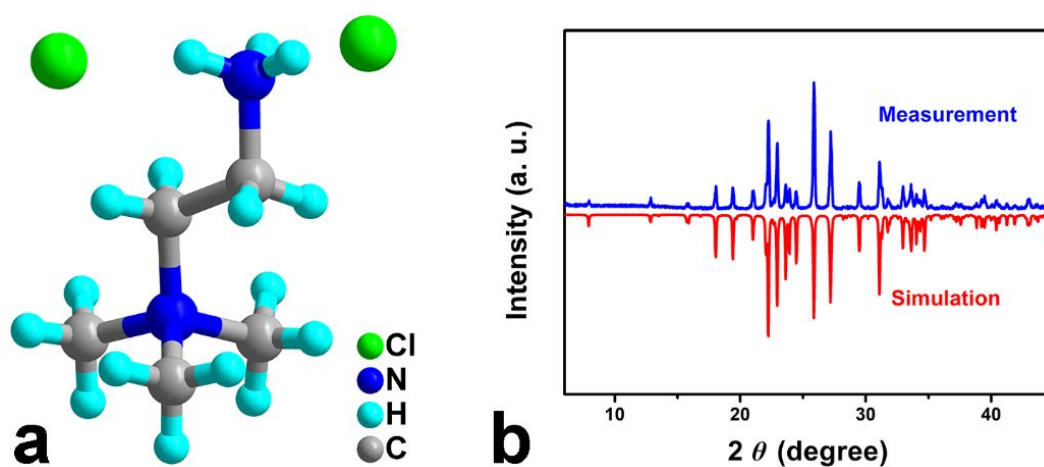 Cl
N
H
C
a
Intensity (a. u.)
Measurement
Simulation
10 20 30 40
2 θ (degree)
b